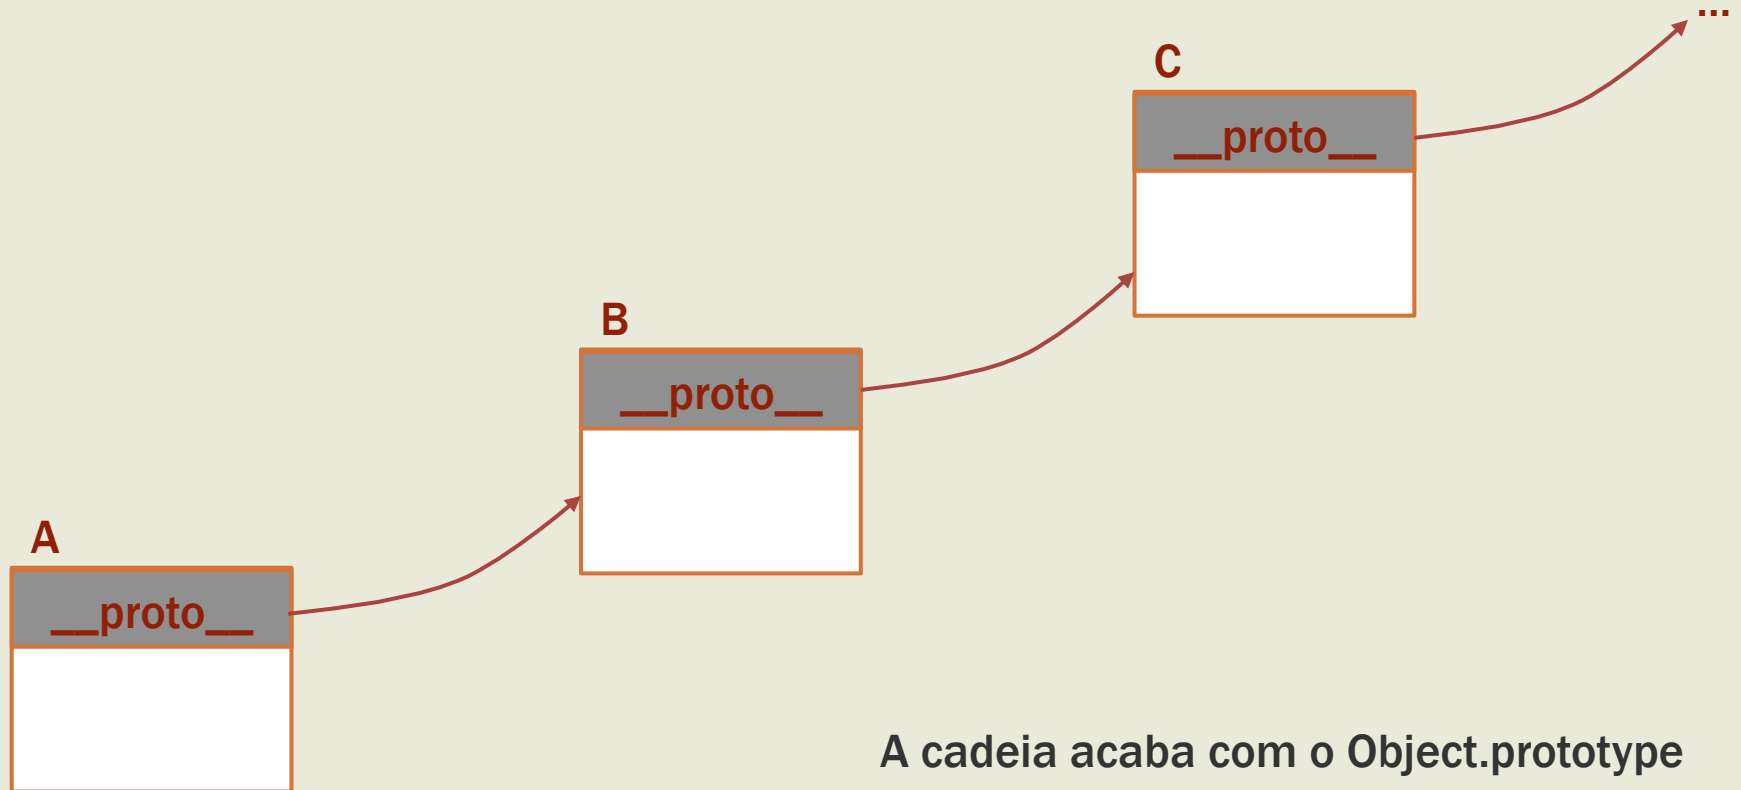 ...
C
__proto__
B
__proto__
A
__proto__
A cadeia acaba com o Object.prototype